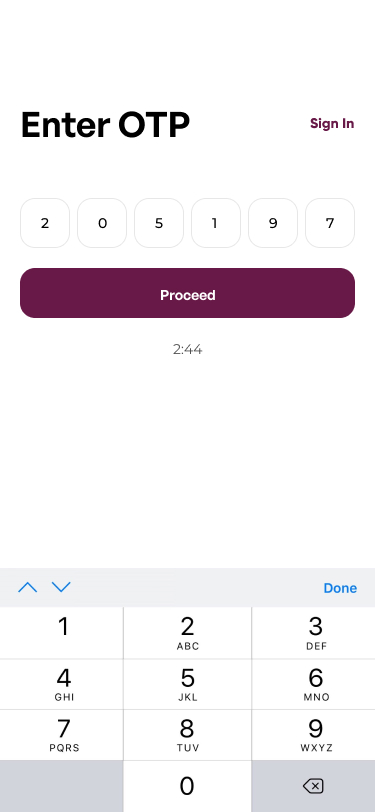 Enter OTP Sign In
2 0 5 1 9 7
Proceed
2:44
Done
1 2 3
ABC DEF
4 5 6
GHI JKL MNO
7 8 9
PQRS TUV WXYZ
0